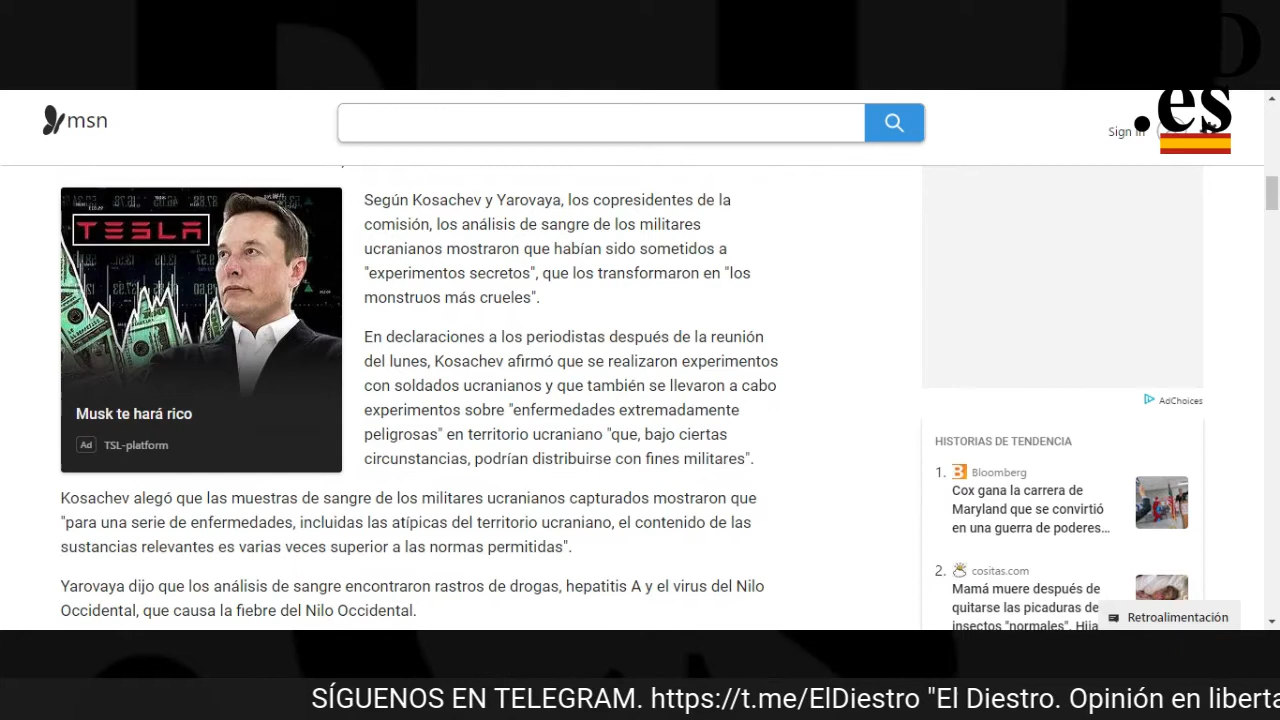 .es
msn
Sign in
TESLA
Musk te hará rico
Ad TSL-platform
Según Kosachev y Yarovaya, los copresidentes de la
comisión, los análisis de sangre de los militares
ucranianos mostraron que habían sido sometidos a
"experimentos secretos", que los transformaron en "los
monstruos más crueles".
En declaraciones a los periodistas después de la reunión
del lunes, Kosachev afirmó que se realizaron experimentos
con soldados ucranianos y que también se llevaron a cabo
experimentos sobre "enfermedades extremadamente
peligrosas" en territorio ucraniano "que, bajo ciertas
circunstancias, podrían distribuirse con fines militares".
Kosachev alegó que las muestras de sangre de los militares ucranianos capturados mostraron que
"para una serie de enfermedades, incluidas las atípicas del territorio ucraniano, el contenido de las
sustancias relevantes es varias veces superior a las normas permitidas".
Yarovaya dijo que los análisis de sangre encontraron rastros de drogas, hepatitis A y el virus del Nilo
Occidental, que causa la fiebre del Nilo Occidental.
AdChoices
HISTORIAS DE TENDENCIA
1. B Bloomberg
Cox gana la carrera de
Maryland que se convirtió
en una guerra de poderes...
2. cositas.com
Mamá muere después de
quitarse las picaduras de
insectos "normales". Hija
Retroalimentación
SÍGUENOS EN TELEGRAM. https://t.me/ElDiestro "El Diestro. Opinión en liberta